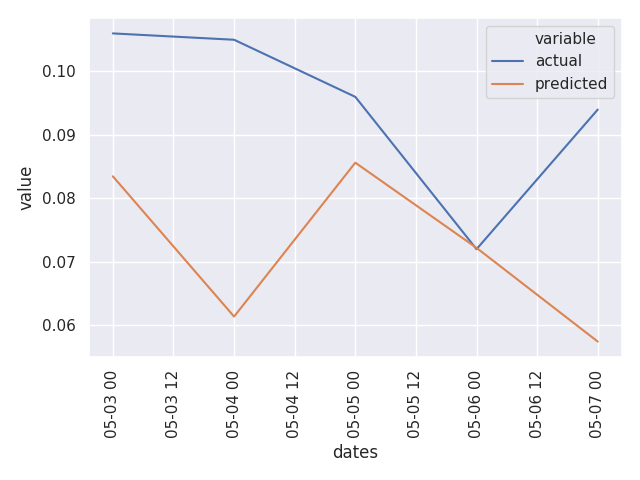 variable
actual
predicted
0.10
0.09
0.08
0.07
0.06
value
05-03 00
05-03 12
05-04 00
05-04 12
05-05 00
05-05 12
05-06 00
05-06 12
05-07 00
dates